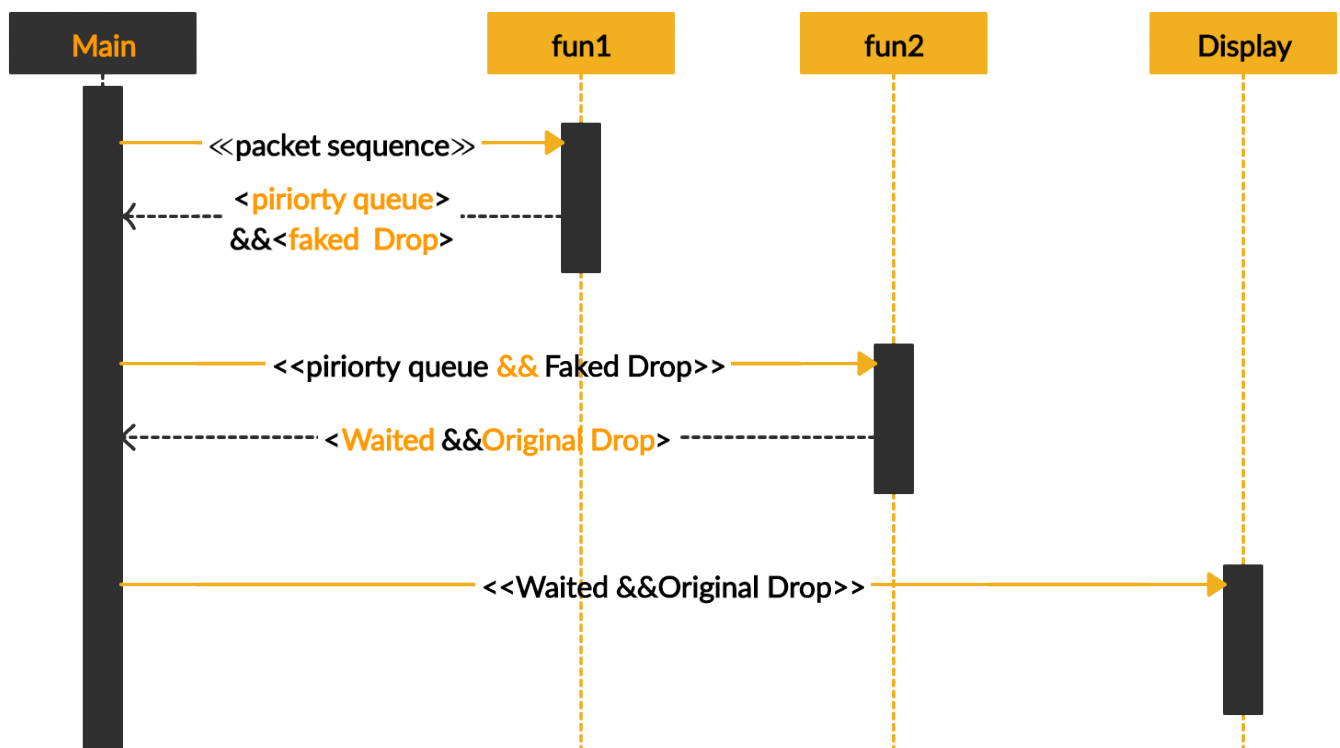 Main fun1 fun2 Display
≪packet sequence≫
<piriorty queue>
&&<faked Drop>
<<piriorty queue && Faked Drop>>
<Waited &&Original Drop>
<<Waited &&Original Drop>>